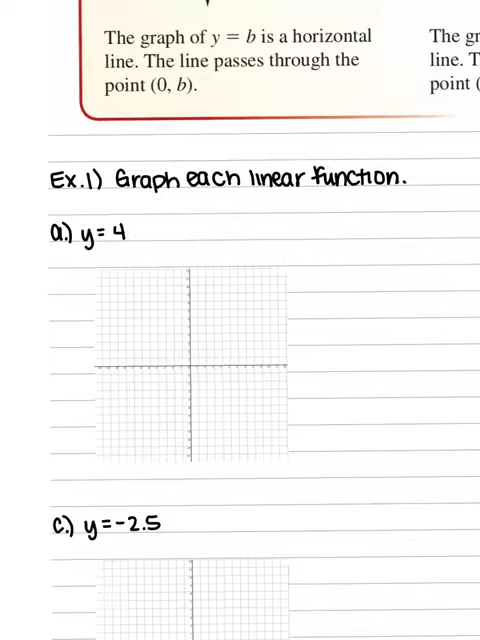 The graph of y = b is a horizontal
line. The line passes through the
point (0, b).
The gr
line. T
point (
Ex.1) Graph each linear function.
a.) y = 4
c.) y = -2.5